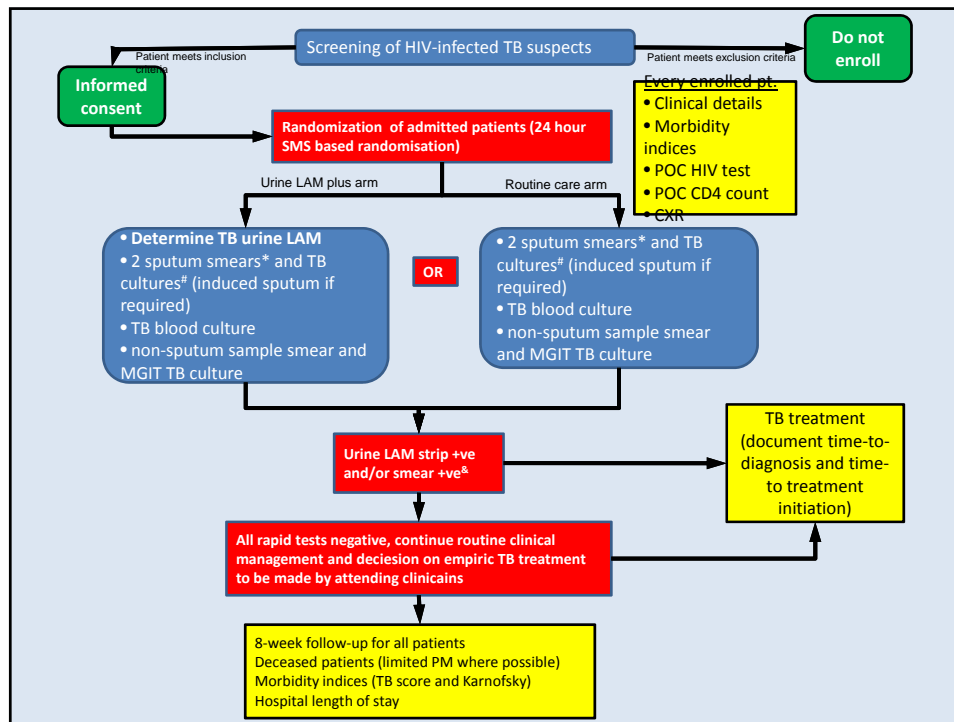 Screening of HIV-infected TB suspects
Do not
enroll
Patient meets inclusion
criteria
Patient meets exclusion criteria
Informed
consent
Every enrolled pt.
• Clinical details
• Morbidity
indices
• POC HIV test
• POC CD4 count
• CXR
Randomization of admitted patients (24 hour
SMS based randomisation)
Urine LAM plus arm
Routine care arm
• Determine TB urine LAM
• 2 sputum smears* and TB
cultures# (induced sputum if
required)
• TB blood culture
• non-sputum sample smear and
MGIT TB culture
OR
• 2 sputum smears* and TB
cultures# (induced sputum if
required)
• TB blood culture
• non-sputum sample smear
and MGIT TB culture
Urine LAM strip +ve
and/or smear +ve&
TB treatment
(document time-to-
diagnosis and time-
to treatment
initiation)
All rapid tests negative, continue routine clinical
management and deciesion on empiric TB treatment
to be made by attending clinicains
8-week follow-up for all patients
Deceased patients (limited PM where possible)
Morbidity indices (TB score and Karnofsky)
Hospital length of stay